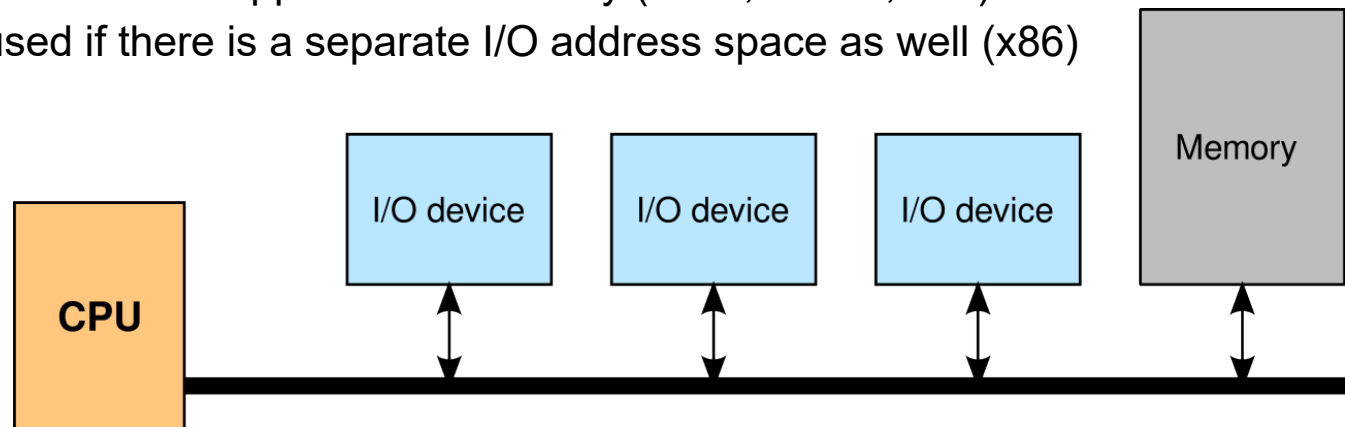 used if there is a separate I/O address space as well (x86)
Memory
I/O device
I/O device
I/O device
CPU